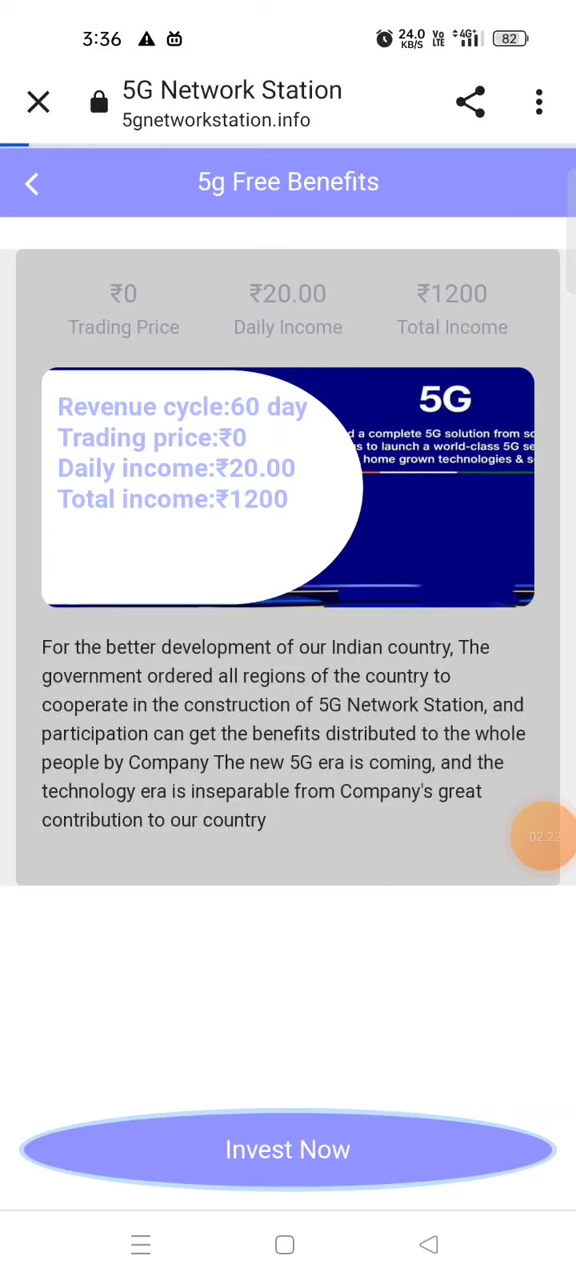 3:36 24.0 KB/S Vo LTE 4G+ 82
5G Network Station
5gnetworkstation.info
5g Free Benefits
₹0 ₹20.00 ₹1200
Trading Price Daily Income Total Income
Revenue cycle:60 day
Trading price:₹0
Daily income:₹20.00
Total income:₹1200
5G
a complete 5G solution from
to launch a world-class 5G
home grown technologies &
For the better development of our Indian country, The
government ordered all regions of the country to
cooperate in the construction of 5G Network Station, and
participation can get the benefits distributed to the whole
people by Company The new 5G era is coming, and the
technology era is inseparable from Company's great
contribution to our country
02:22
Invest Now